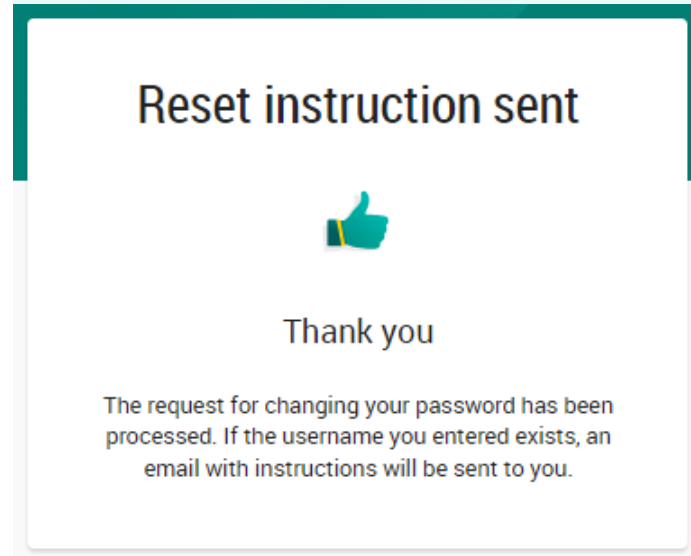 Reset instruction sent
Thank you
The request for changing your password has been
processed. If the username you entered exists, an
email with instructions will be sent to you.